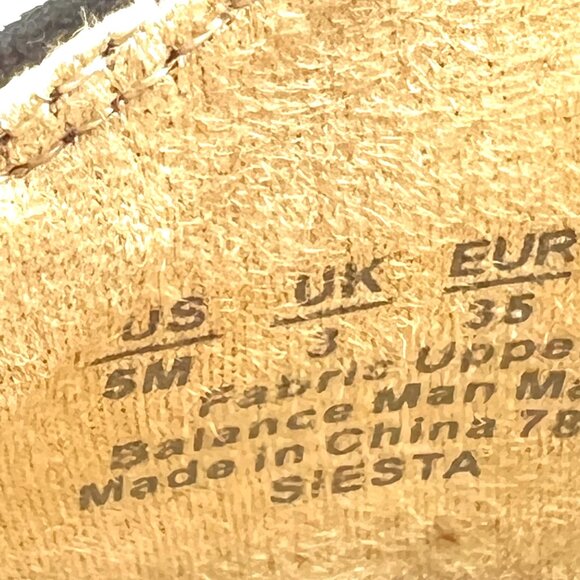 US UK EUR
5M 3 35
Fabric Uppe
Balance Man Ma
Made in China 78
SIESTA